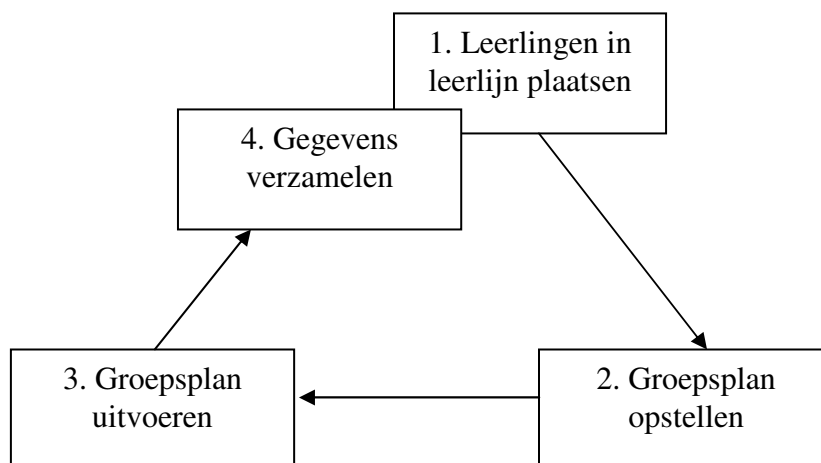 1. Leerlingen in
leerlijn plaatsen
4. Gegevens
verzamelen
3. Groepsplan
uitvoeren
2. Groepsplan
opstellen